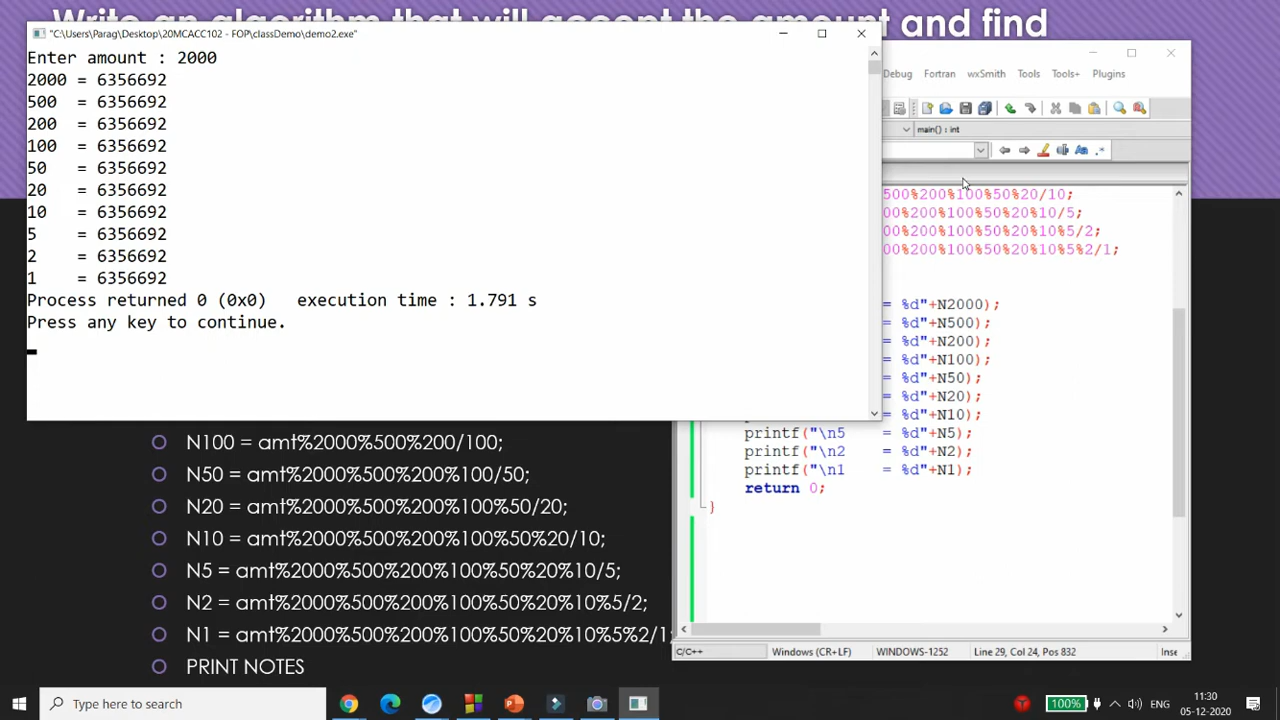 Write an algorithm that will accept the amount and find
"C:\Users\Parag\Desktop\20MCACC102 - FOP\classDemo\demo2.exe"
Enter amount : 2000
2000 = 6356692
500 = 6356692
200 = 6356692
100 = 6356692
50 = 6356692
20 = 6356692
10 = 6356692
5 = 6356692
2 = 6356692
1 = 6356692
Process returned 0 (0x0) execution time : 1.791 s
Press any key to continue.
Debug Fortran wxSmith Tools Tools+ Plugins
main() : int
500%200%100%50%20/10;
00%200%100%50%20%10/5;
00%200%100%50%20%10%5/2;
00%200%100%50%20%10%5%2/1;
= %d"+N2000);
= %d"+N500);
= %d"+N200);
= %d"+N100);
= %d"+N50);
= %d"+N20);
= %d"+N10);
printf("\n5 = %d"+N5);
printf("\n2 = %d"+N2);
printf("\n1 = %d"+N1);
return 0;
}
C/C++ Windows (CR+LF) WINDOWS-1252 Line 29, Col 24, Pos 832 Inse
N100 = amt%2000%500%200/100;
N50 = amt%2000%500%200%100/50;
N20 = amt%2000%500%200%100%50/20;
N10 = amt%2000%500%200%100%50%20/10;
N5 = amt%2000%500%200%100%50%20%10/5;
N2 = amt%2000%500%200%100%50%20%10%5/2;
N1 = amt%2000%500%200%100%50%20%10%5%2/1;
PRINT NOTES
Type here to search
100%
ENG
11:30
05-12-2020